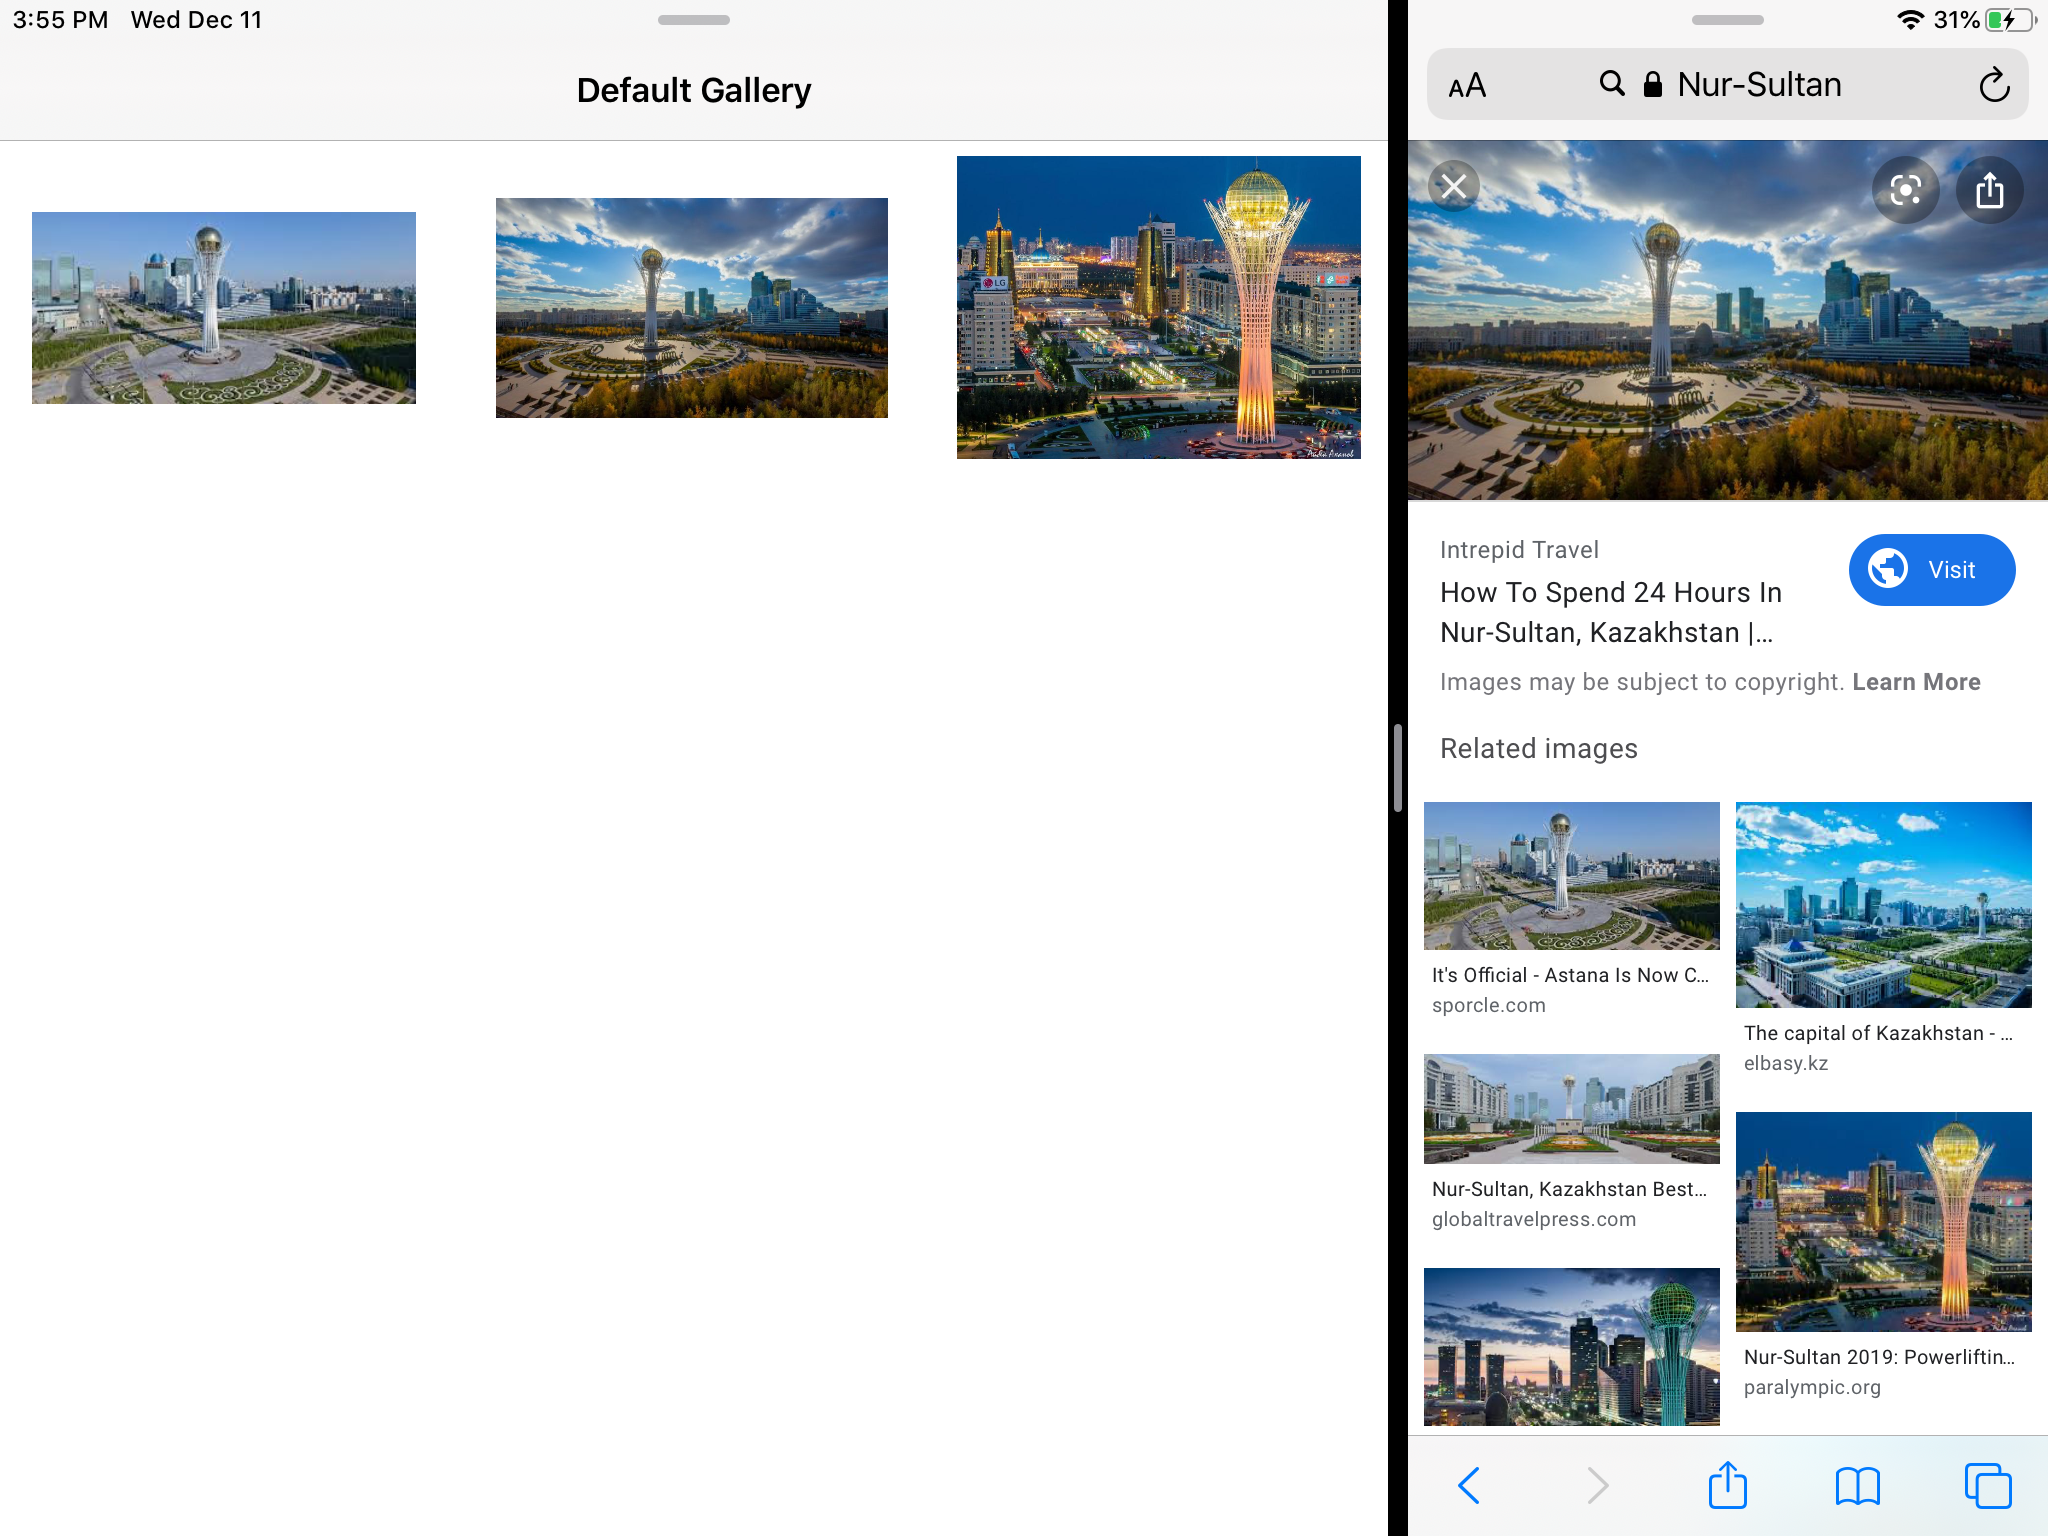 3:55 PM Wed Dec 11
Default Gallery
LG
31%
AA Nur-Sultan
Intrepid Travel
How To Spend 24 Hours In
Nur-Sultan, Kazakhstan |...
Visit
Images may be subject to copyright. Learn More
Related images
It's Official - Astana Is Now C...
sporcle.com
The capital of Kazakhstan - ...
elbasy.kz
Nur-Sultan, Kazakhstan Best...
globaltravelpress.com
Nur-Sultan 2019: Powerliftin...
paralympic.org